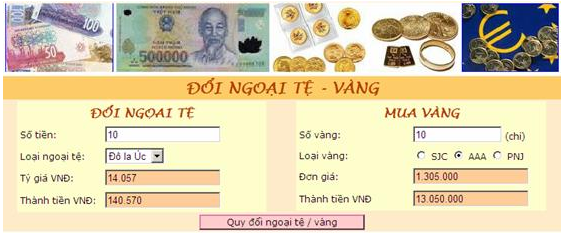 500000
ĐỔI NGOẠI TỆ - VÀNG
ĐỔI NGOẠI TỆ
Số tiền: 10
Loại ngoại tệ: Đô la Úc
Tỷ giá VNĐ: 14.057
Thành tiền VNĐ: 140.570
MUA VÀNG
Số vàng: 10 (chỉ)
Loại vàng: SJC AAA PNJ
Đơn giá: 1.305.000
Thành tiền VNĐ 13.050.000
Quy đổi ngoại tệ / vàng